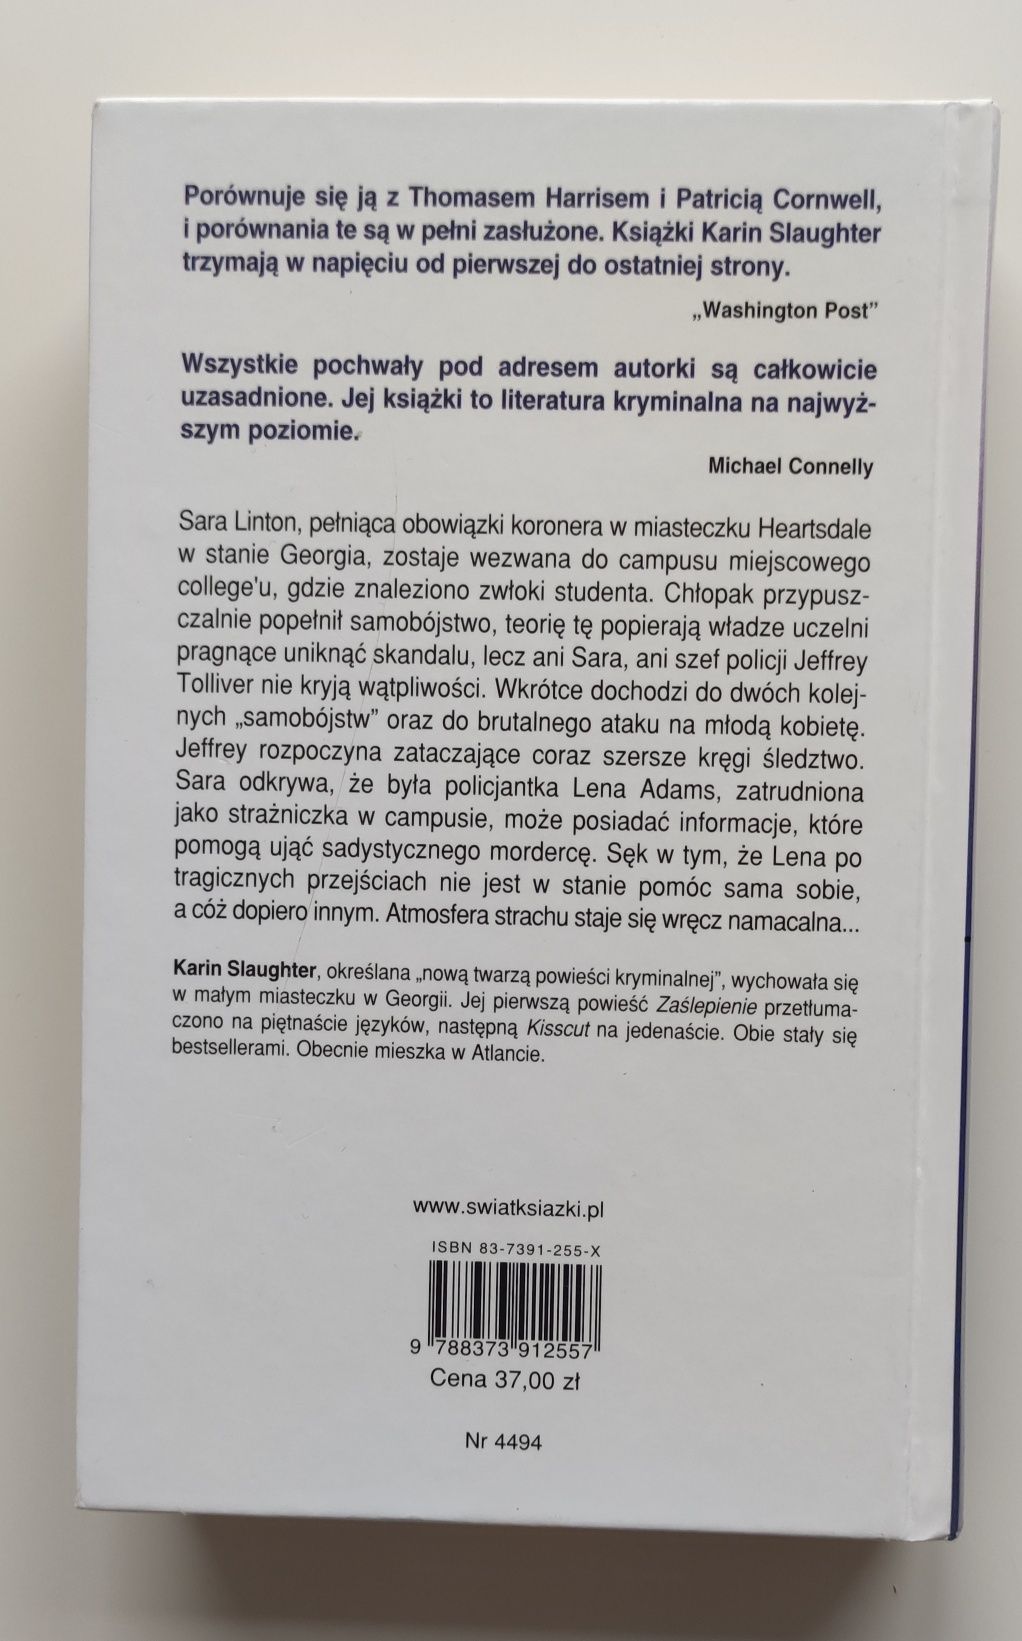 Porównuje się ją z Thomasem Harrisem i Patricią Cornwell,
i porównania te są w pełni zasłużone. Książki Karin Slaughter
trzymają w napięciu od pierwszej do ostatniej strony.
„Washington Post”
Wszystkie pochwały pod adresem autorki są całkowicie
uzasadnione. Jej książki to literatura kryminalna na najwyż-
szym poziomie.
Michael Connelly
Sara Linton, pełniąca obowiązki koronera w miasteczku Heartsdale
w stanie Georgia, zostaje wezwana do campusu miejscowego
college'u, gdzie znaleziono zwłoki studenta. Chłopak przypusz-
czalnie popełnił samobójstwo, teorię tę popierają władze uczelni
pragnące uniknąć skandalu, lecz ani Sara, ani szef policji Jeffrey
Tolliver nie kryją wątpliwości. Wkrótce dochodzi do dwóch kolej-
nych „samobójstw” oraz do brutalnego ataku na młodą kobietę.
Jeffrey rozpoczyna zataczające coraz szersze kręgi śledztwo.
Sara odkrywa, że była policjantka Lena Adams, zatrudniona
jako strażniczka w campusie, może posiadać informacje, które
pomogą ująć sadystycznego mordercę. Sęk w tym, że Lena po
tragicznych przejściach nie jest w stanie pomóc sama sobie,
a cóż dopiero innym. Atmosfera strachu staje się wręcz namacalna...
Karin Slaughter, określana „nową twarzą powieści kryminalnej”, wychowała się
w małym miasteczku w Georgii. Jej pierwszą powieść Zaślepienie przetłuma-
czono na piętnaście języków, następną Kisscut na jedenaście. Obie stały się
bestsellerami. Obecnie mieszka w Atlancie.
www.swiatksiazki.pl
ISBN 83-7391-255-X
9 788373 912557
Cena 37,00 zł
Nr 4494